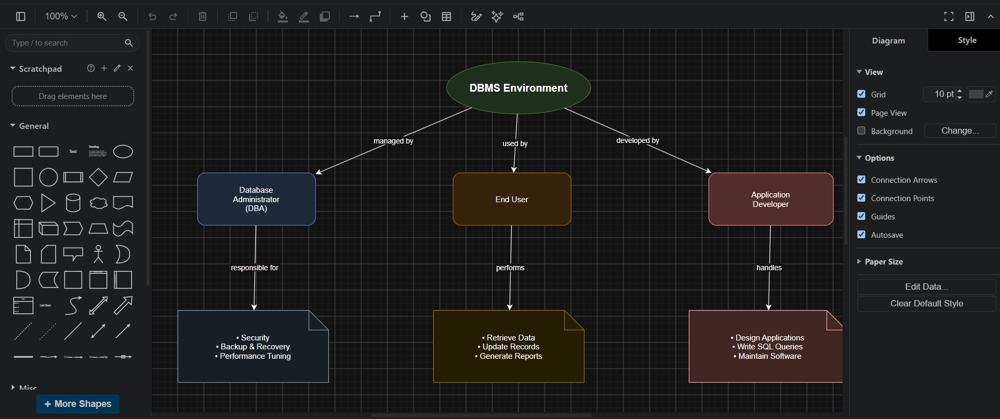 100%
Type / to search
Scratchpad
Drag elements here
General
Text
Heading
List Item
Misc
+ More Shapes
DBMS Environment
managed by
used by
developed by
Database
Administrator
(DBA)
End User
Application
Developer
responsible for
performs
handles
• Security
• Backup & Recovery
• Performance Tuning
• Retrieve Data
• Update Records
• Generate Reports
• Design Applications
• Write SQL Queries
• Maintain Software
Diagram
Style
View
Grid
10 pt
Page View
Background
Change...
Options
Connection Arrows
Connection Points
Guides
Autosave
Paper Size
Edit Data...
Clear Default Style